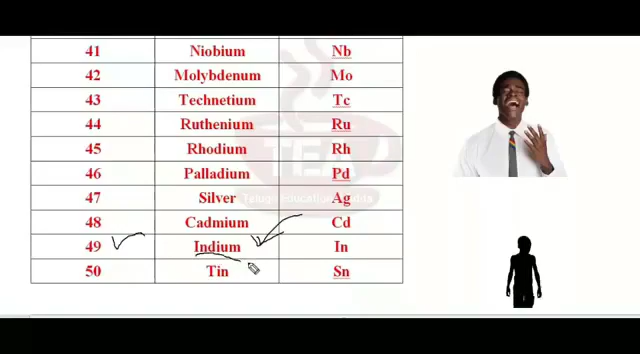 41 Niobium Nb
42 Molybdenum Mo
43 Technetium Tc
44 Ruthenium Ru
45 Rhodium Rh
46 Palladium Pd
47 Silver Ag
48 Cadmium Cd
49 Indium In
50 Tin Sn
TEA